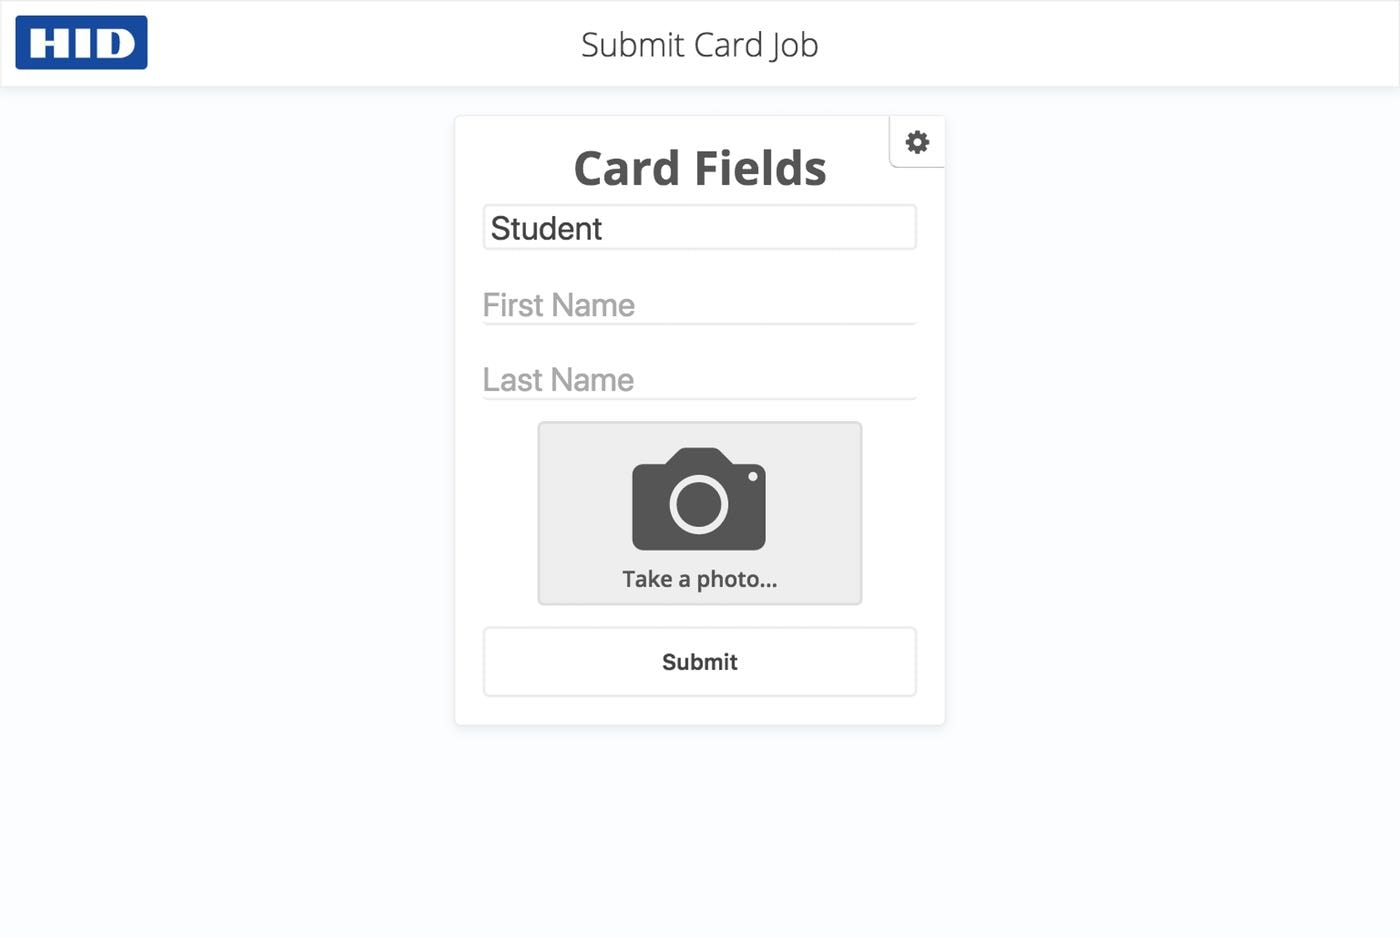 HID
Submit Card Job
Card Fields
Student
First Name
Last Name
Take a photo...
Submit